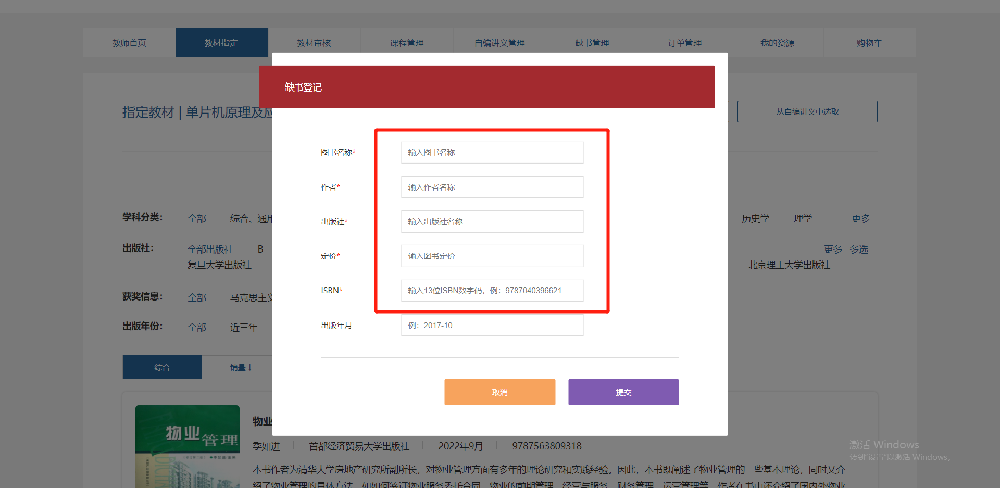 教师首页 教材指定 教材审核 课程管理 自编讲义管理 缺书管理 订单管理 我的资源 购物车
缺书登记
指定教材 | 单片机原理及应
从自编讲义中选取
图书名称* 输入图书名称
作者* 输入作者名称
出版社* 输入出版社名称
定价* 输入图书定价
ISBN* 输入13位ISBN数字码，例：9787040396621
出版年月 例：2017-10
取消 提交
学科分类： 全部 综合、通用 历史学 理学 更多
出版社： 全部出版社 B 更多 多选
复旦大学出版社 北京理工大学出版社
获奖信息： 全部 马克思主义
出版年份： 全部 近三年
综合 销量↓
物业管理
季如进 主编
物业
季如进 首都经济贸易大学出版社 2022年9月 9787563809318
本书作者为清华大学房地产研究所副所长，对物业管理方面有多年的理论研究和实践经验。因此，本书既阐述了物业管理的一些基本理论，同时又介
绍了物业管理的具体方法，如如何签订物业服务委托合同、物业的前期管理、经营与服务、财务管理、运营管理等。作者在书中还介绍了国内外物业
激活 Windows
转到"设置"以激活 Windows。